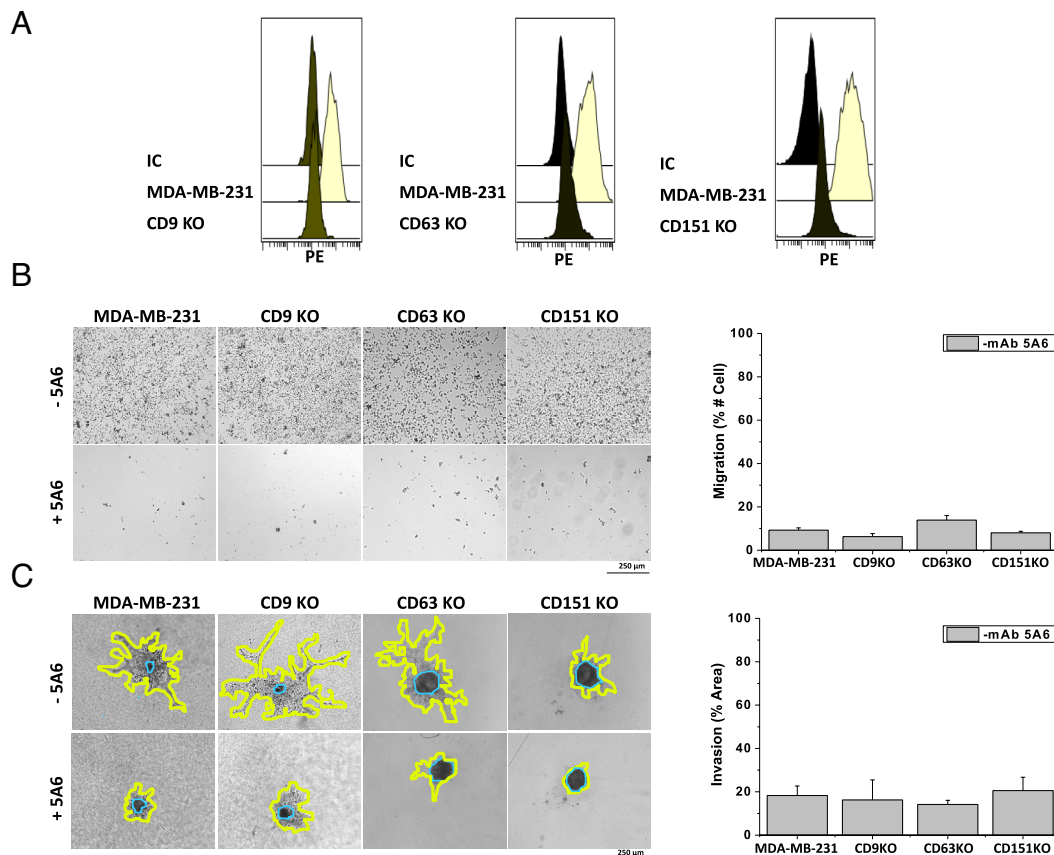 A
IC
MDA-MB-231
CD9 KO
PE
IC
MDA-MB-231
CD63 KO
PE
IC
MDA-MB-231
CD151 KO
PE
B
MDA-MB-231 CD9 KO CD63 KO CD151 KO
- 5A6
+ 5A6
250 µm
Migration (% # Cell)
100
80
60
40
20
0
-mAb 5A6
MDA-MB-231 CD9KO CD63KO CD151KO
C
MDA-MB-231 CD9 KO CD63 KO CD151 KO
- 5A6
+ 5A6
250 µm
Invasion (% Area)
100
80
60
40
20
0
-mAb 5A6
MDA-MB-231 CD9KO CD63KO CD151KO